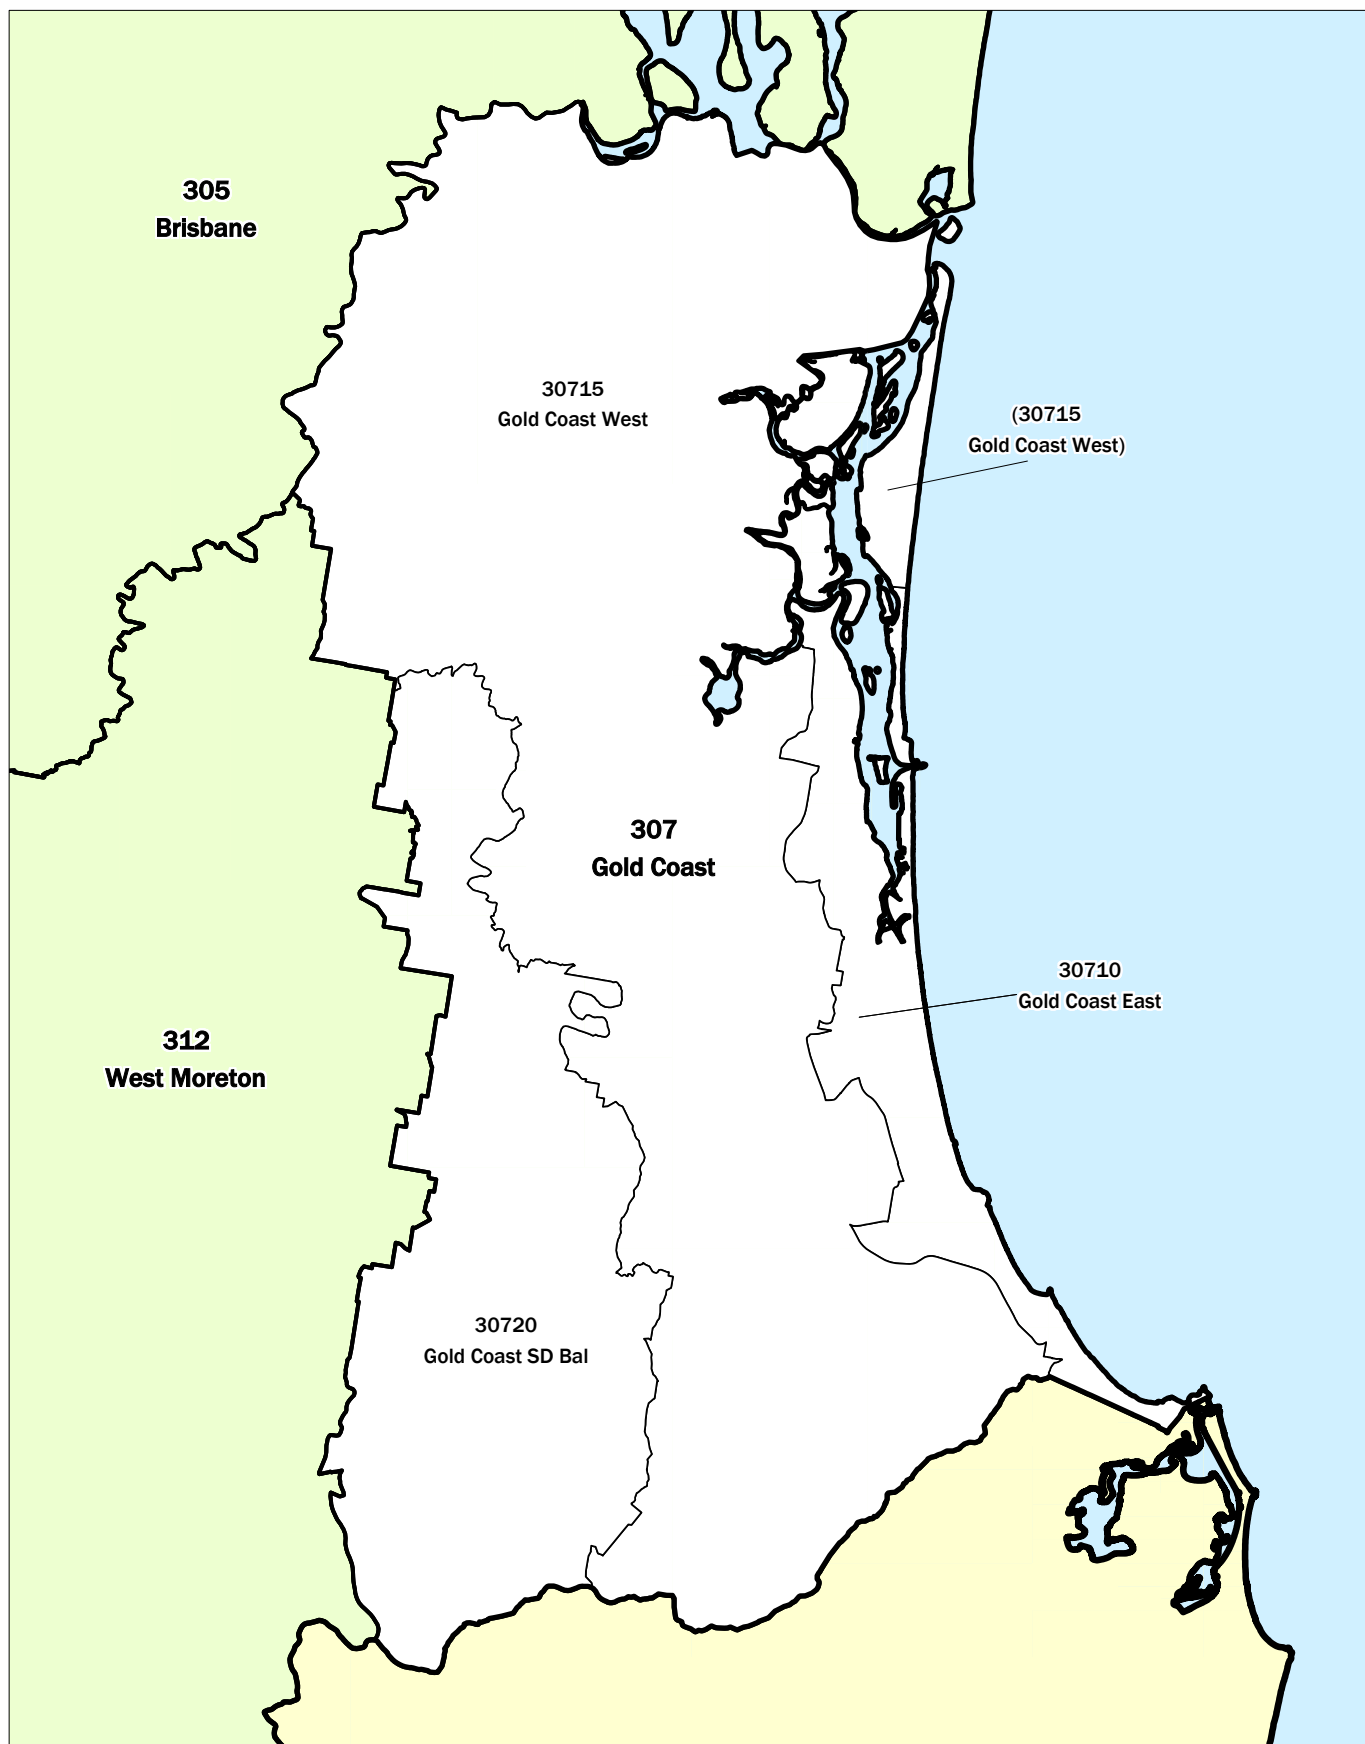 305
Brisbane
30715
Gold Coast West
(30715
Gold Coast West)
307
Gold Coast
30710
Gold Coast East
312
West Moreton
30720
Gold Coast SD Bal